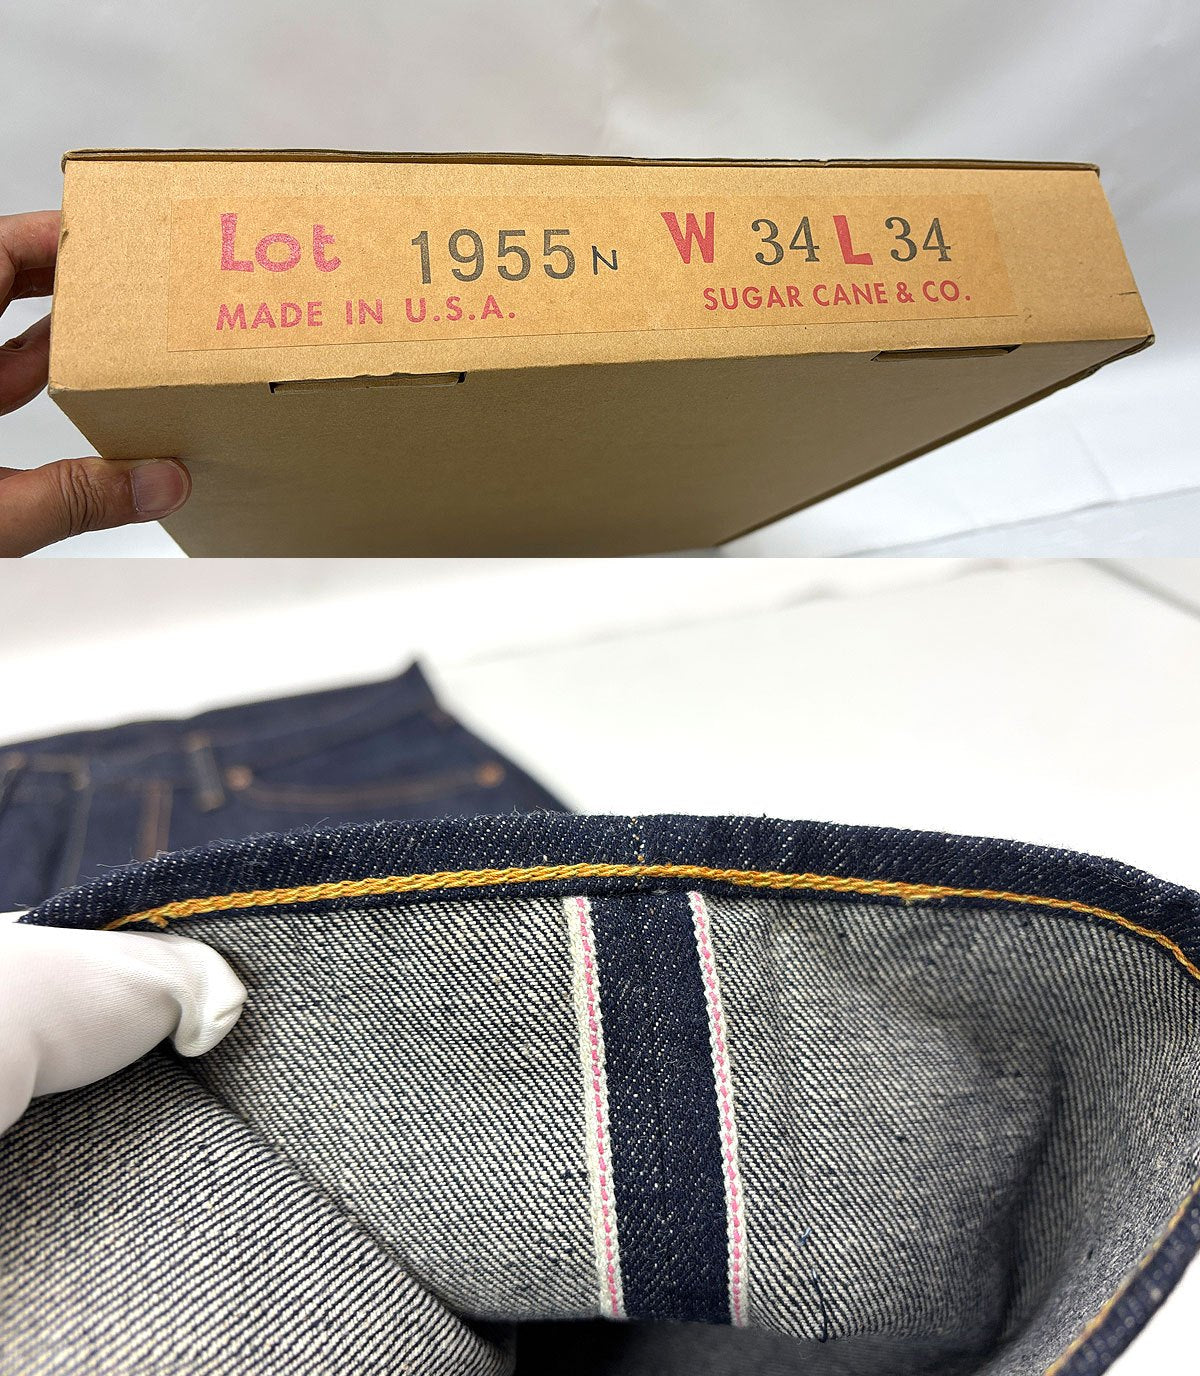 Lot 1955N W 34 L 34
MADE IN U.S.A. SUGAR CANE & CO.